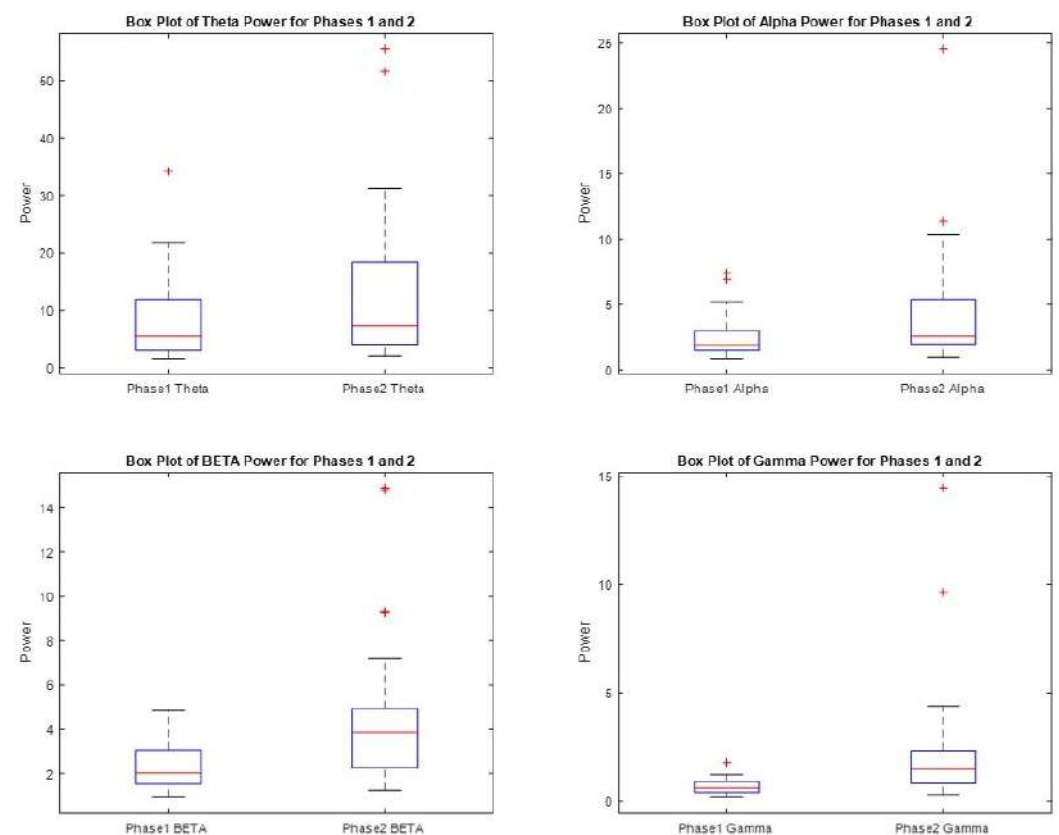 Box Plot of Theta Power for Phases 1 and 2
50
40
30
20
10
0
Power
Phase1 Theta
Phase2 Theta
Box Plot of Alpha Power for Phases 1 and 2
25
20
15
10
5
0
Power
Phase1 Alpha
Phase2 Alpha
Box Plot of BETA Power for Phases 1 and 2
14
12
10
8
6
4
2
Power
Phase1 BETA
Phase2 BETA
Box Plot of Gamma Power for Phases 1 and 2
15
10
5
0
Power
Phase1 Gamma
Phase2 Gamma